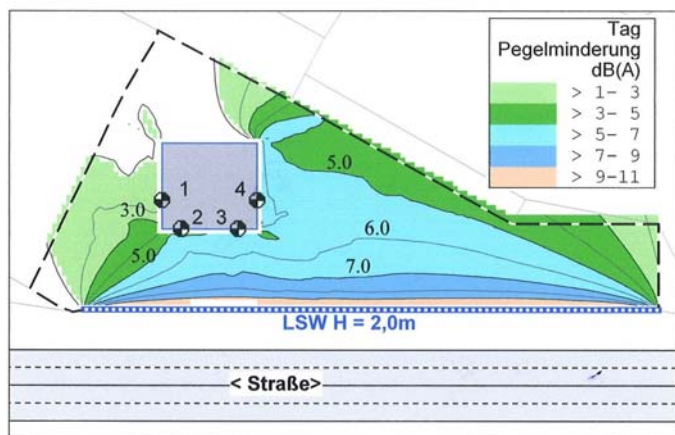 Tag
Pegelminderung
dB(A)
> 1- 3
> 3- 5
> 5- 7
> 7- 9
> 9-11
5.0
1
4
3.0
2
3
6.0
5.0
7.0
LSW H = 2,0m
< Straße>